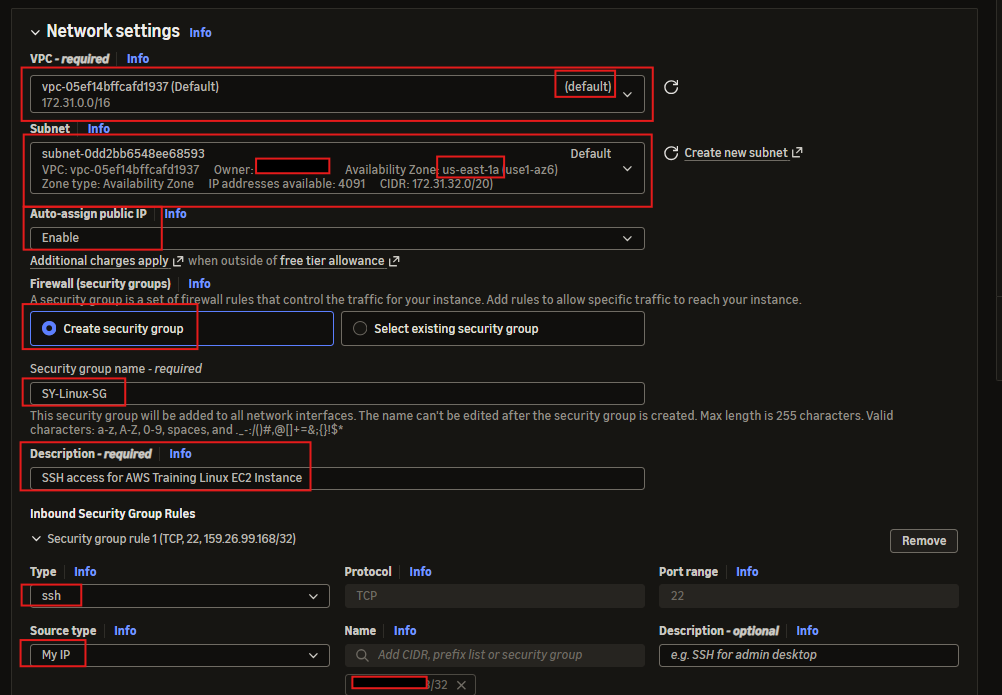 Network settings Info
VPC - required Info
vpc-05ef14bffcafd1937 (Default) (default)
172.31.0.0/16
Subnet Info
subnet-0dd2bb6548ee68593 Default
VPC: vpc-05ef14bffcafd1937 Owner: Availability Zone: us-east-1a (use1-az6)
Zone type: Availability Zone IP addresses available: 4091 CIDR: 172.31.32.0/20)
Create new subnet
Auto-assign public IP Info
Enable
Additional charges apply when outside of free tier allowance
Firewall (security groups) Info
A security group is a set of firewall rules that control the traffic for your instance. Add rules to allow specific traffic to reach your instance.
Create security group Select existing security group
Security group name - required
SY-Linux-SG
This security group will be added to all network interfaces. The name can't be edited after the security group is created. Max length is 255 characters. Valid
characters: a-z, A-Z, 0-9, spaces, and ._-:/()#,@[]+=&;{}!$*
Description - required Info
SSH access for AWS Training Linux EC2 Instance
Inbound Security Group Rules
Security group rule 1 (TCP, 22, 159.26.99.168/32) Remove
Type Info Protocol Info Port range Info
ssh TCP 22
Source type Info Name Info Description - optional Info
My IP Add CIDR, prefix list or security group e.g. SSH for admin desktop
/32